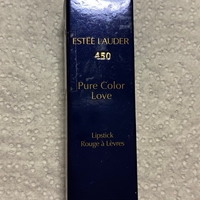 ESTĒE LAUDER
450
Pure Color
Love
Lipstick
Rouge à Lèvres